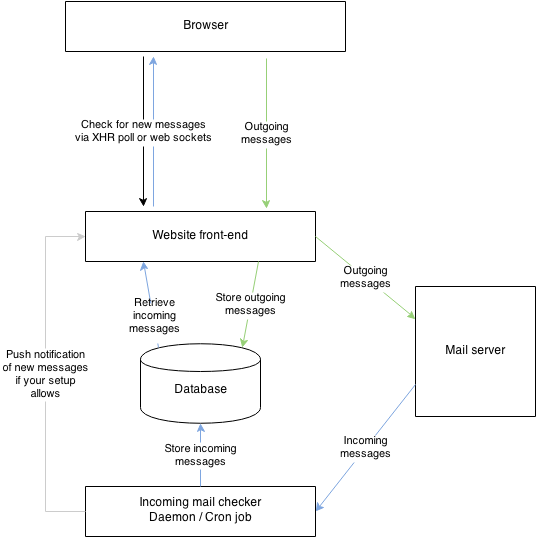 Browser
Check for new messages
via XHR poll or web sockets
Outgoing
messages
Website front-end
Outgoing
messages
Retrieve
incoming
messages
Store outgoing
messages
Push notification
of new messages
if your setup
allows
Database
Mail server
Store incoming
messages
Incoming
messages
Incoming mail checker
Daemon / Cron job